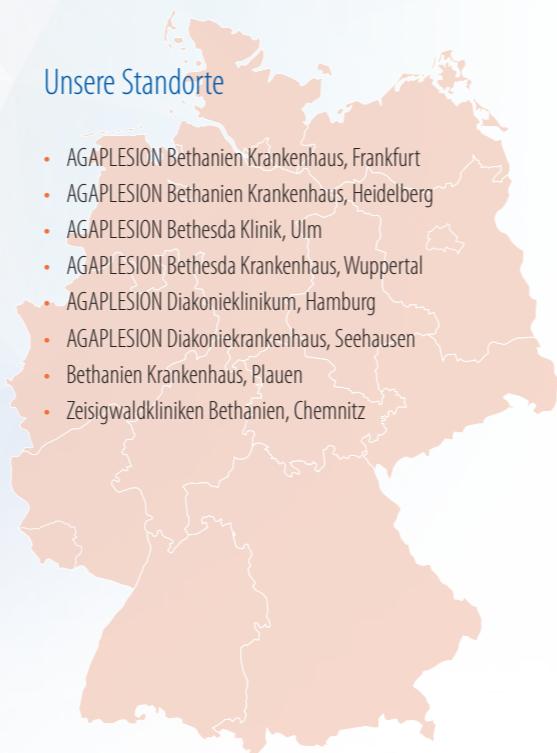 Unsere Standorte
• AGAPLESION Bethanien Krankenhaus, Frankfurt
• AGAPLESION Bethanien Krankenhaus, Heidelberg
• AGAPLESION Bethesda Klinik, Ulm
• AGAPLESION Bethesda Krankenhaus, Wuppertal
• AGAPLESION Diakonieklinikum, Hamburg
• AGAPLESION Diakoniekrankenhaus, Seehausen
• Bethanien Krankenhaus, Plauen
• Zeisigwaldkliniken Bethanien, Chemnitz